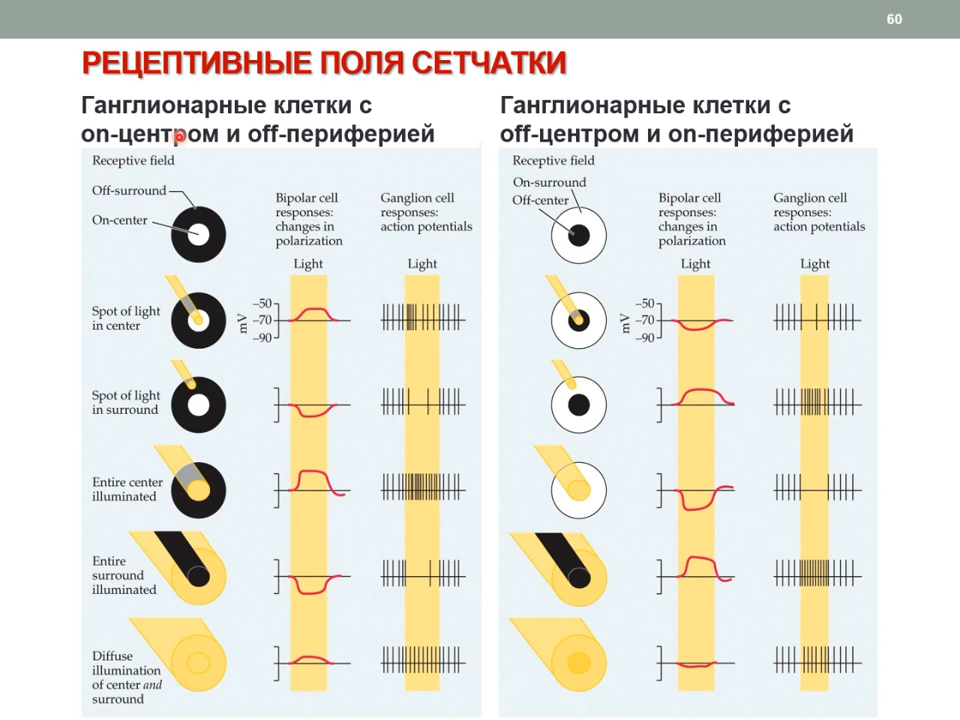 60
РЕЦЕПТИВНЫЕ ПОЛЯ СЕТЧАТКИ
Ганглионарные клетки с
on-центром и off-периферией
Receptive field
Off-surround
On-center
Bipolar cell
responses:
changes in
polarization
Ganglion cell
responses:
action potentials
Light
Light
Spot of light
in center
–50
–70
–90
mV
Spot of light
in surround
Entire center
illuminated
Entire
surround
illuminated
Diffuse
illumination
of center and
surround
Ганглионарные клетки с
off-центром и on-периферией
Receptive field
On-surround
Off-center
Bipolar cell
responses:
changes in
polarization
Ganglion cell
responses:
action potentials
Light
Light
–50
–70
–90
mV